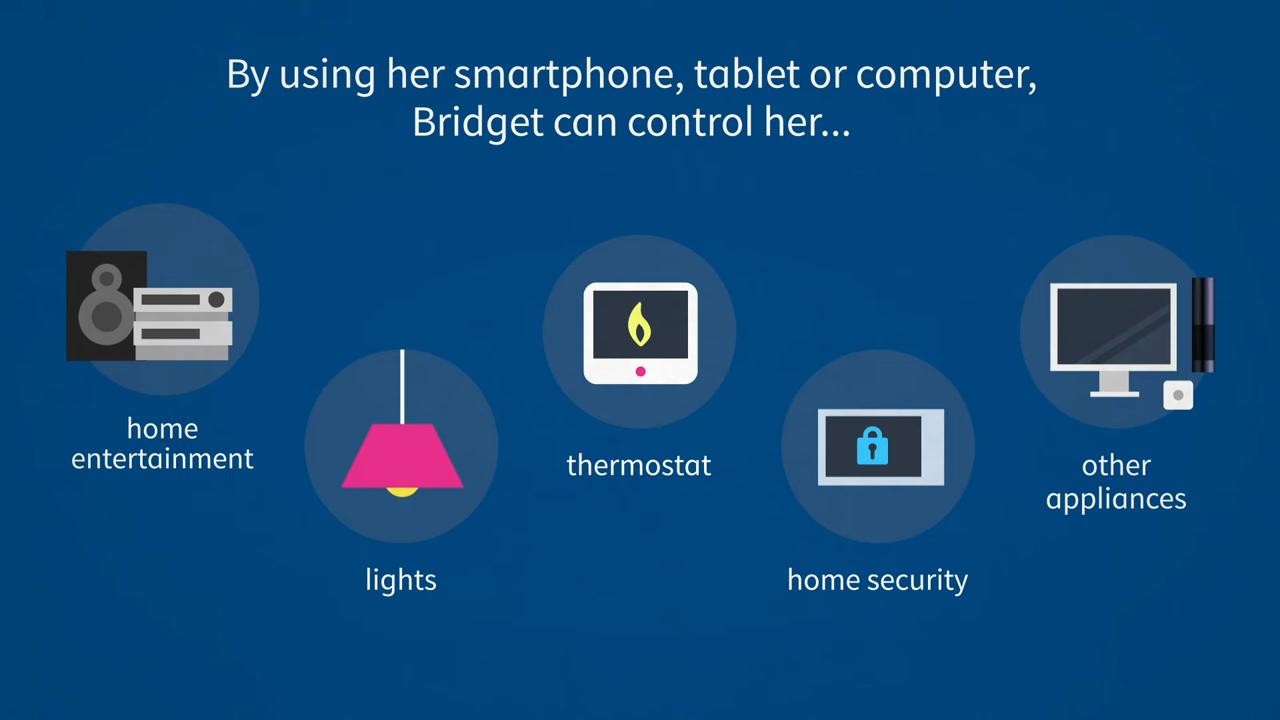 By using her smartphone, tablet or computer,
Bridget can control her...
home
entertainment
lights
thermostat
home security
other
appliances